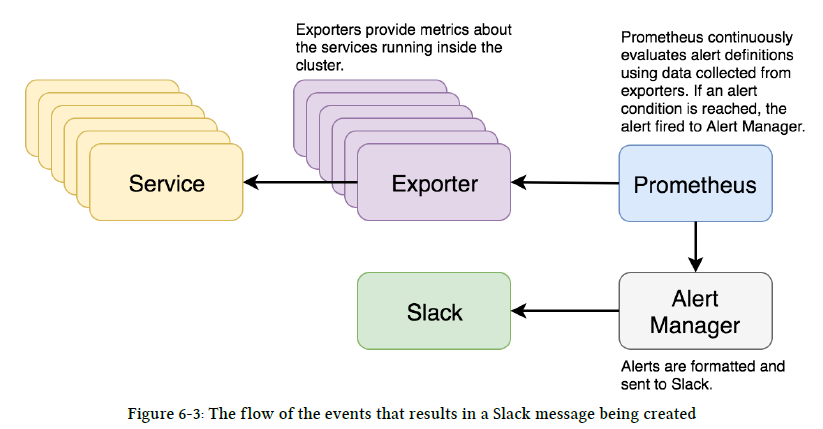 Exporters provide metrics about
the services running inside the
cluster.
Prometheus continuously
evaluates alert definitions
using data collected from
exporters. If an alert
condition is reached, the
alert fired to Alert Manager.
Service
Exporter
Prometheus
Slack
Alert
Manager
Alerts are formatted and
sent to Slack.
Figure 6-3: The flow of the events that results in a Slack message being created